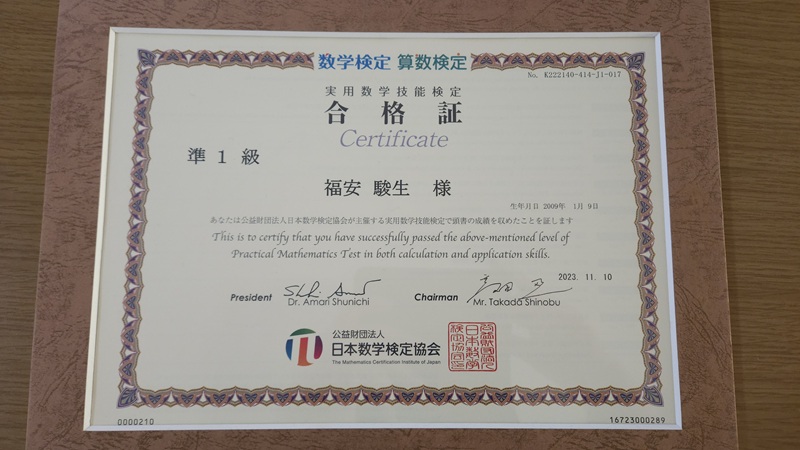 数学検定 算数検定
No. K222140-414-J1-017
実用数学技能検定
合格証
Certificate
準1級
福安 駿生 様
生年月日 2009年 1月 9日
あなたは公益財団法人日本数学検定協会が主催する実用数学技能検定で頭書の成績を収めたことを証します
This is to certify that you have successfully passed the above-mentioned level of
Practical Mathematics Test in both calculation and application skills.
2023. 11. 10
President Dr. Amari Shunichi
Chairman Mr. Takada Shinobu
公益財団法人
日本数学検定協会
The Mathematics Certification Institute of Japan
0000210
16723000289